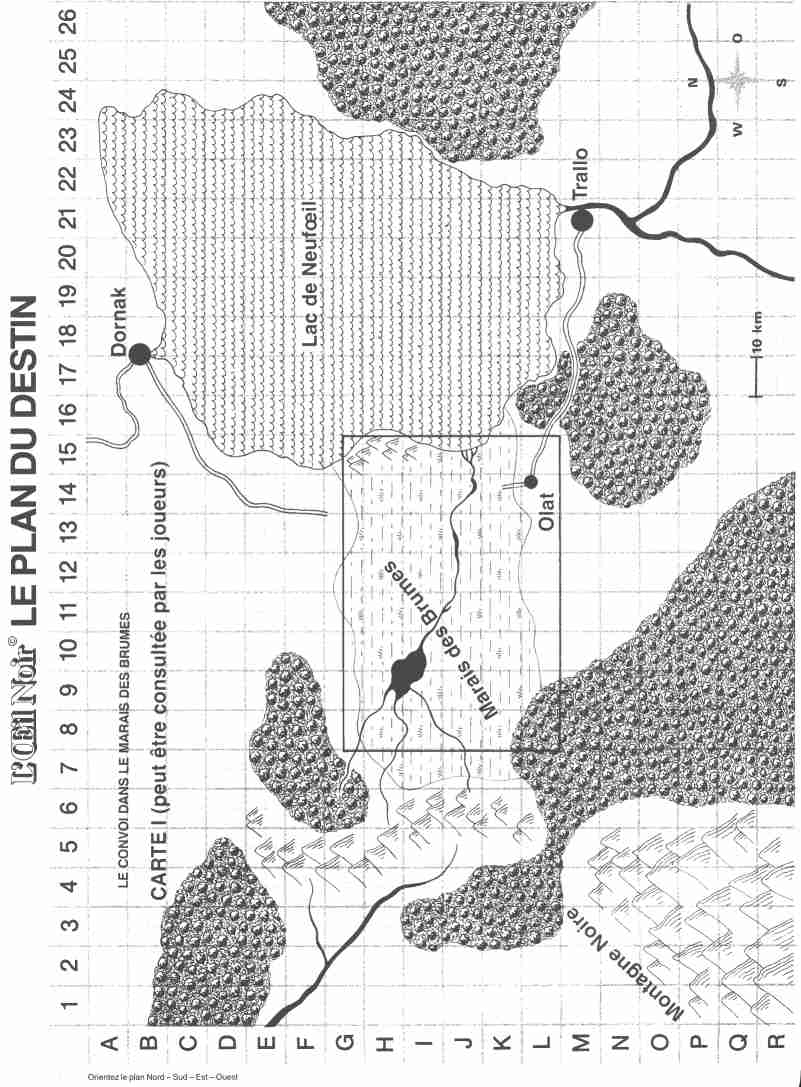 L'Œil Noir© LE PLAN DU DESTIN
LE CONVOI DANS LE MARAIS DES BRUMES
CARTE I (peut être consultée par les joueurs)
1 2 3 4 5 6 7 8 9 10 11 12 13 14 15 16 17 18 19 20 21 22 23 24 25 26
A
B
C
D
E
F
G
H
I
J
K
L
M
N
O
P
Q
R
Dornak
Lac de Neufœil
Marais des Brumes
Olat
Trallo
Montagne Noire
10 km
N
O
W
S
Orientez le plan Nord – Sud – Est – Ouest